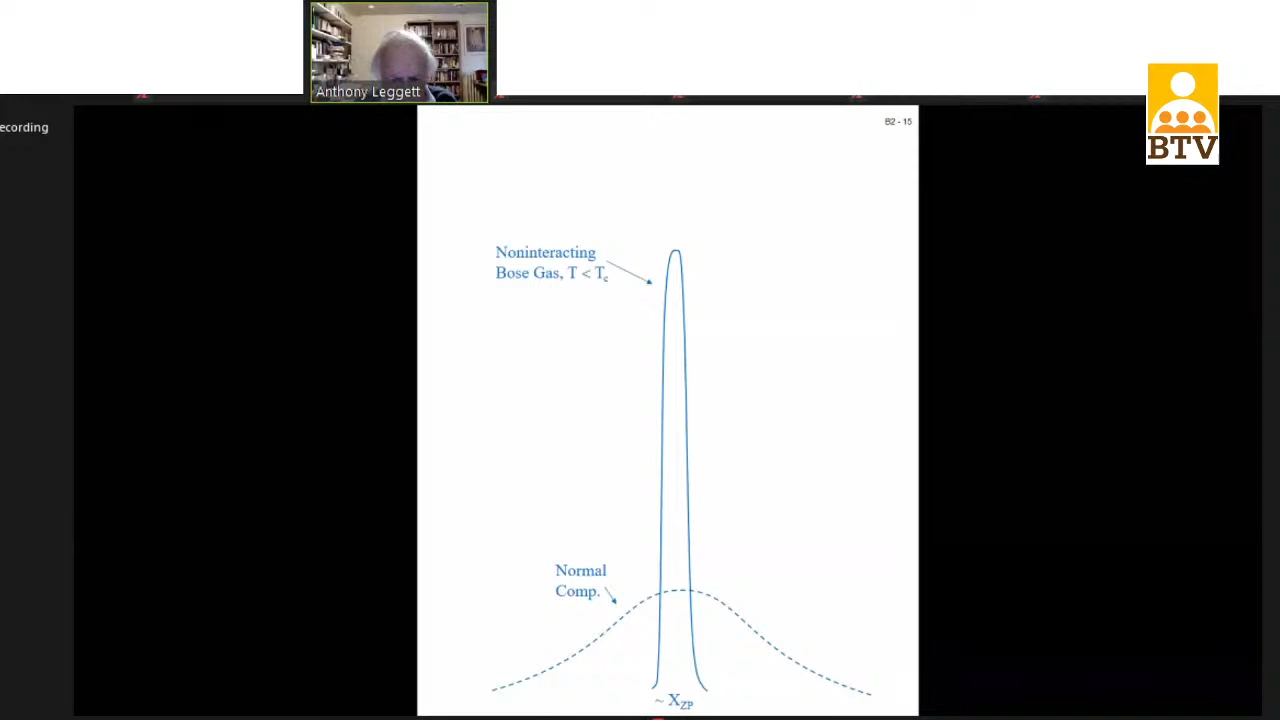 Anthony Leggett
ecording
BTV
B2 - 15
Noninteracting
Bose Gas, T < Tc
Normal
Comp.
~ XZP